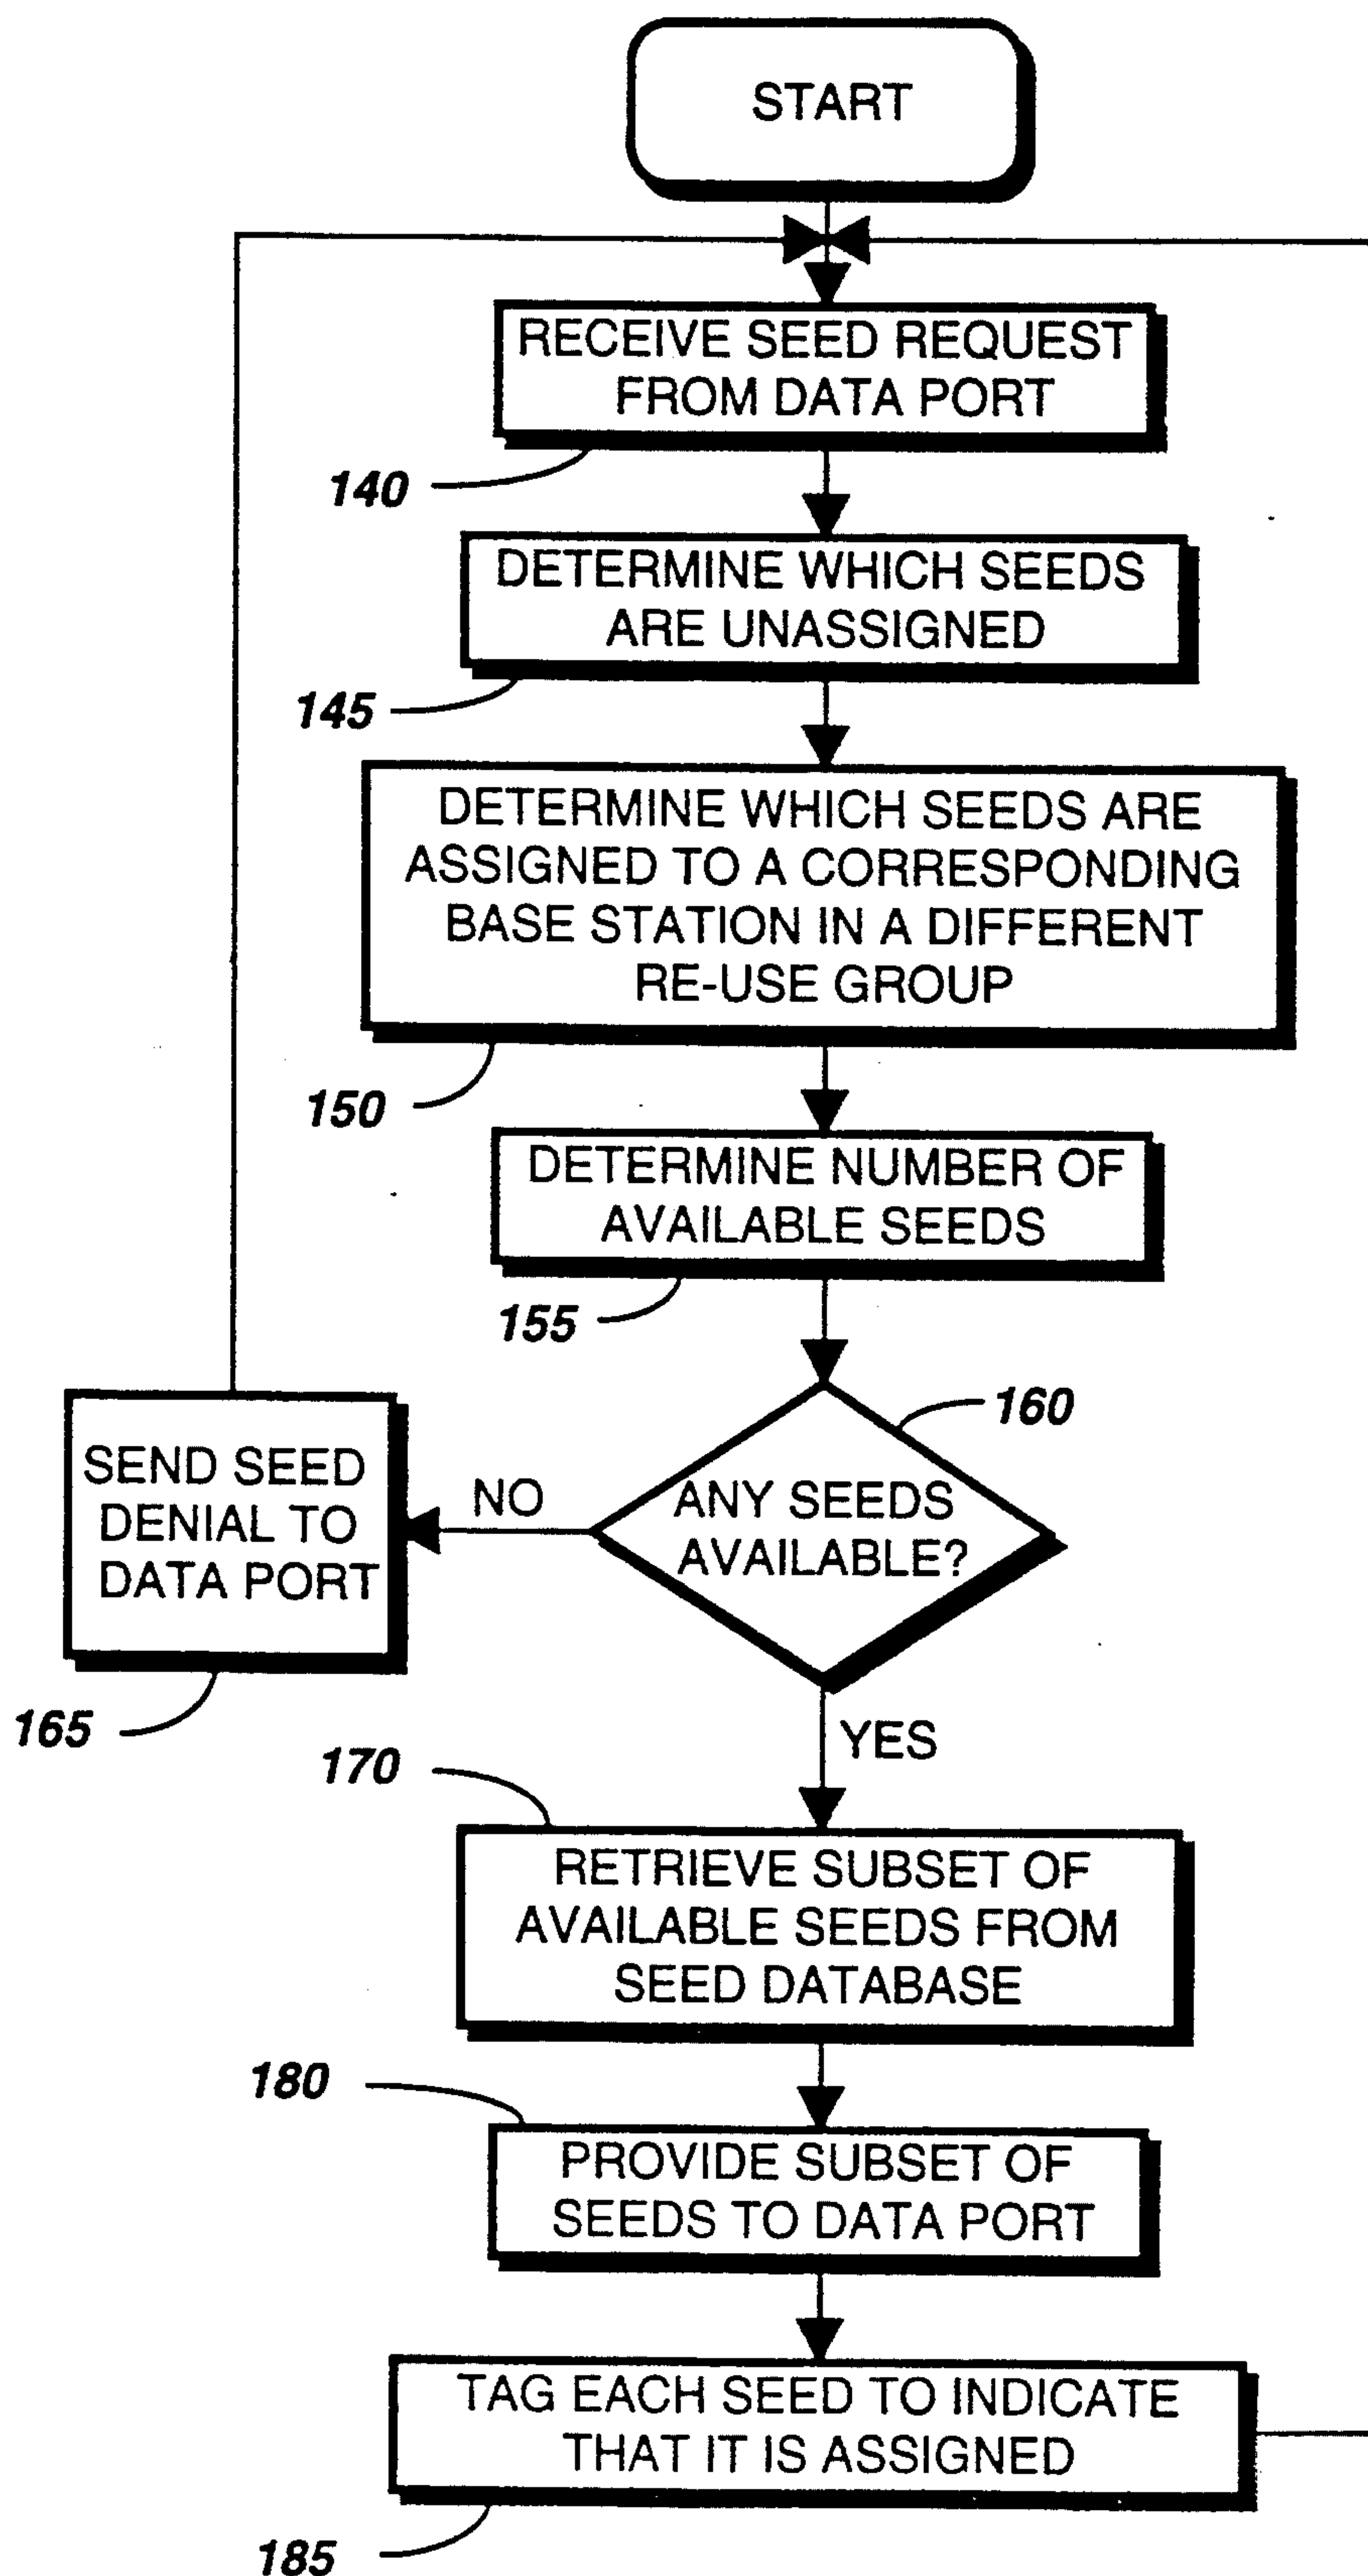 START
RECEIVE SEED REQUEST
FROM DATA PORT
140
DETERMINE WHICH SEEDS
ARE UNASSIGNED
145
DETERMINE WHICH SEEDS ARE
ASSIGNED TO A CORRESPONDING
BASE STATION IN A DIFFERENT
RE-USE GROUP
150
DETERMINE NUMBER OF
AVAILABLE SEEDS
155
160
ANY SEEDS
AVAILABLE?
NO
SEND SEED
DENIAL TO
DATA PORT
165
YES
170
RETRIEVE SUBSET OF
AVAILABLE SEEDS FROM
SEED DATABASE
180
PROVIDE SUBSET OF
SEEDS TO DATA PORT
TAG EACH SEED TO INDICATE
THAT IT IS ASSIGNED
185